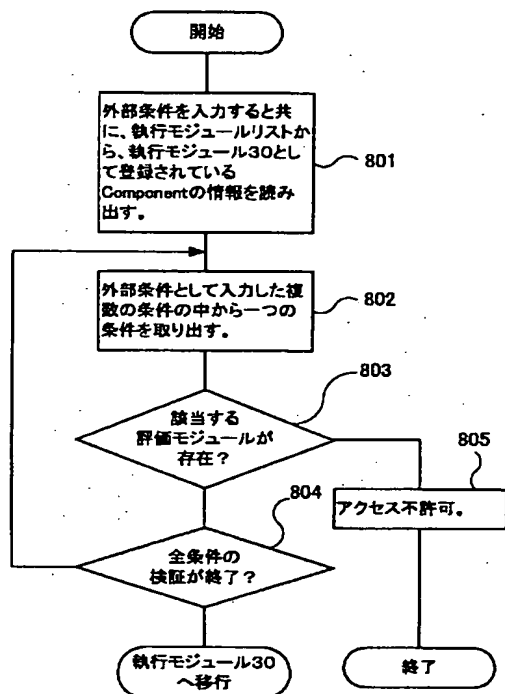 開始
外部条件を入力すると共
に、執行モジュールリストか
ら、執行モジュール30とし
て登録されている
Componentの情報を読み
出す。
801
外部条件として入力した複
数の条件の中から一つの
条件を取り出す。
802
803
該当する
評価モジュールが
存在?
804
805
アクセス不許可。
全条件の
検証が終了?
執行モジュール30
へ移行
終了